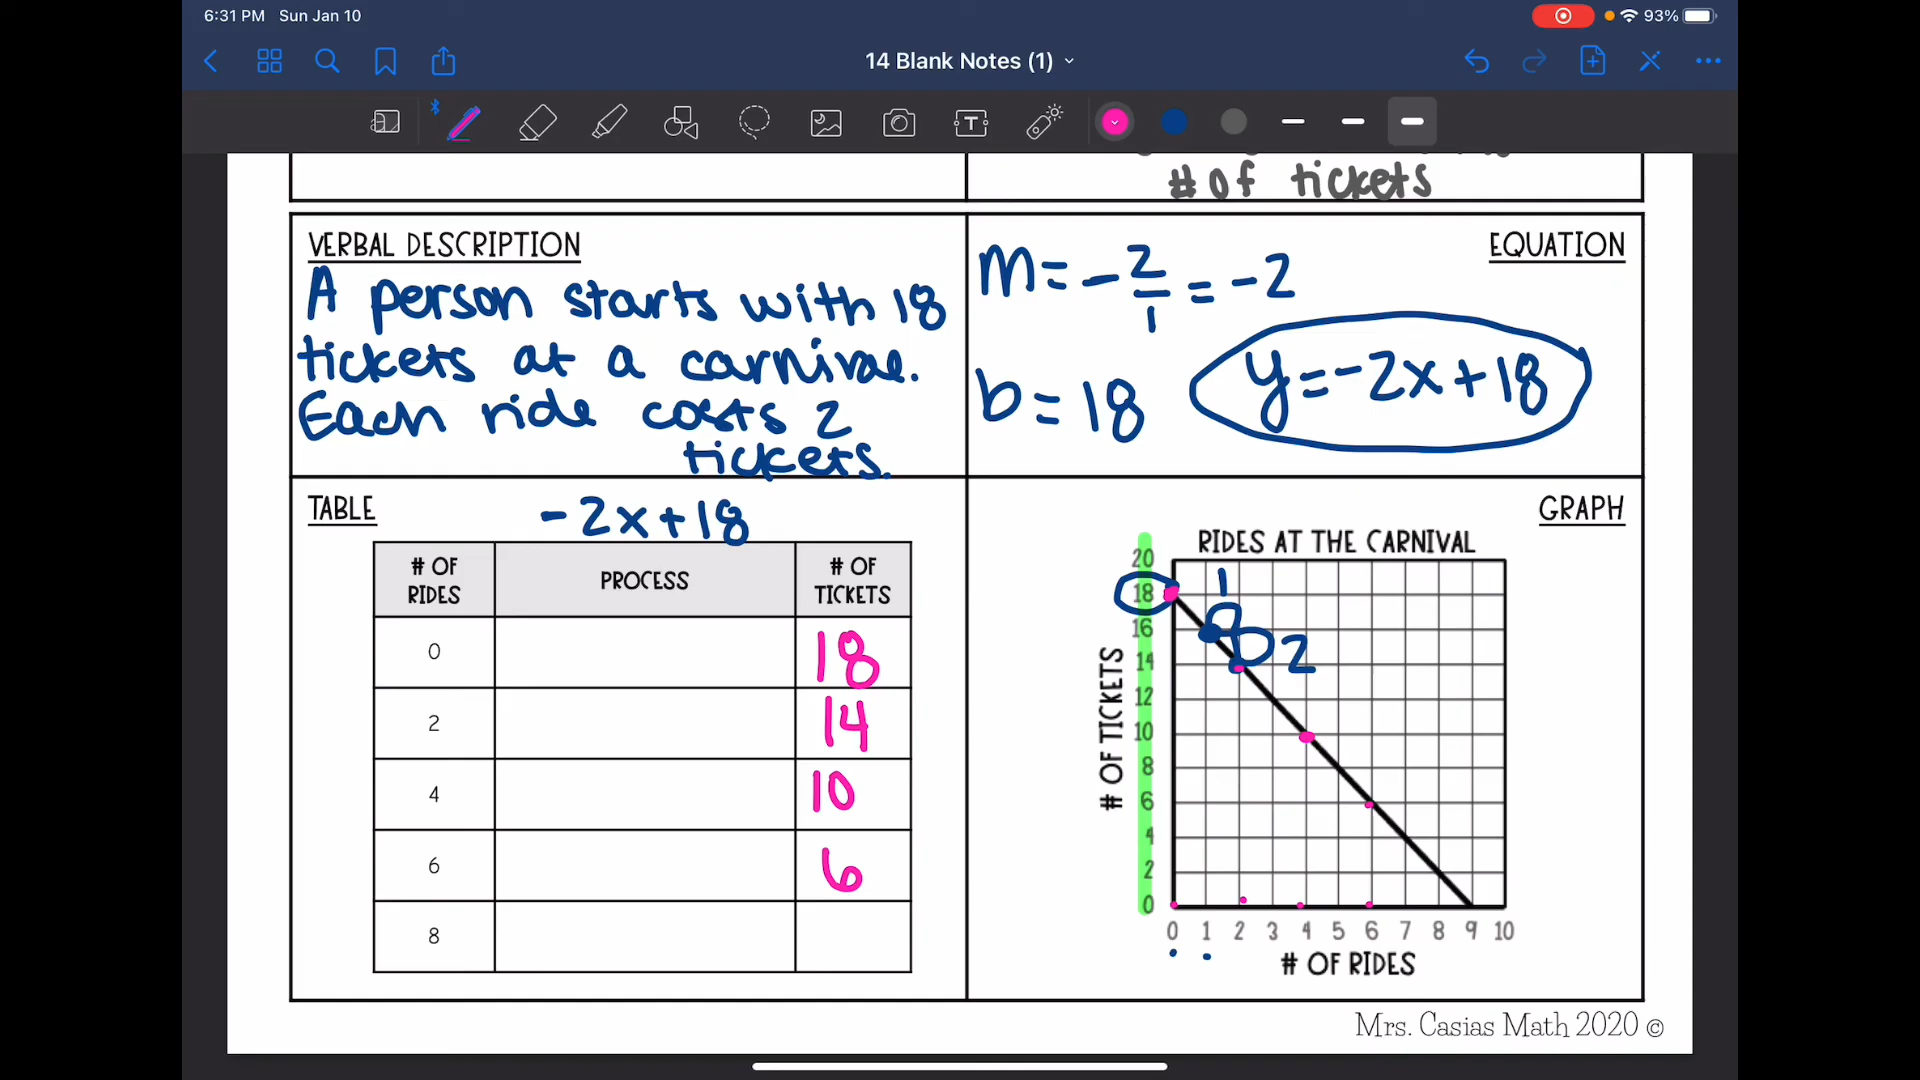 6:31 PM Sun Jan 10
93%
14 Blank Notes (1)
T
# of tickets
VERBAL DESCRIPTION
A person starts with 18
tickets at a carnival.
Each ride costs 2
tickets.
EQUATION
m = - 2/1 = -2
b = 18
y = -2x + 18
TABLE
-2x + 18
# OF RIDES PROCESS # OF TICKETS
0 18
2 14
4 10
6 6
8
GRAPH
RIDES AT THE CARNIVAL
# OF TICKETS
20
18
16
14
12
10
8
6
4
2
0
1
2
0 1 2 3 4 5 6 7 8 9 10
# OF RIDES
Mrs. Casias Math 2020 ©